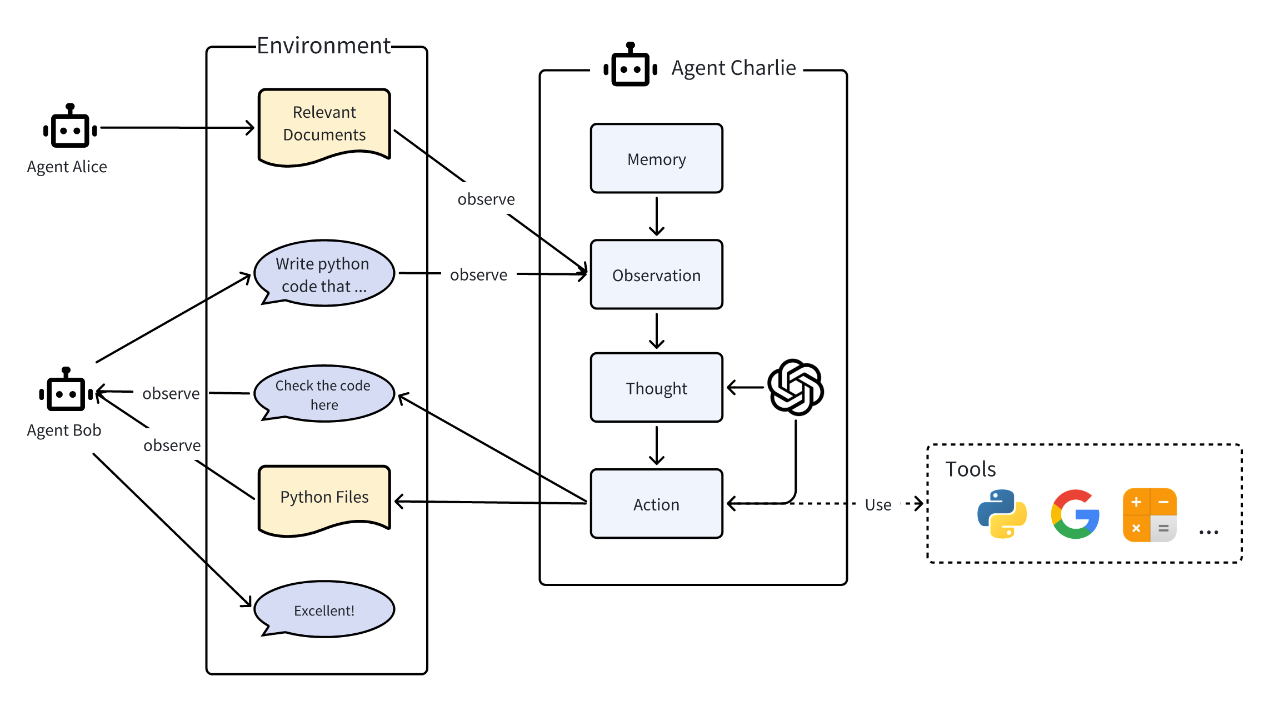 Environment
Agent Charlie
Relevant
Documents
Memory
Agent Alice
observe
Write python
code that ...
observe
Observation
Check the code
here
observe
Thought
Agent Bob
observe
Tools
Python Files
Action
Use
...
Excellent!